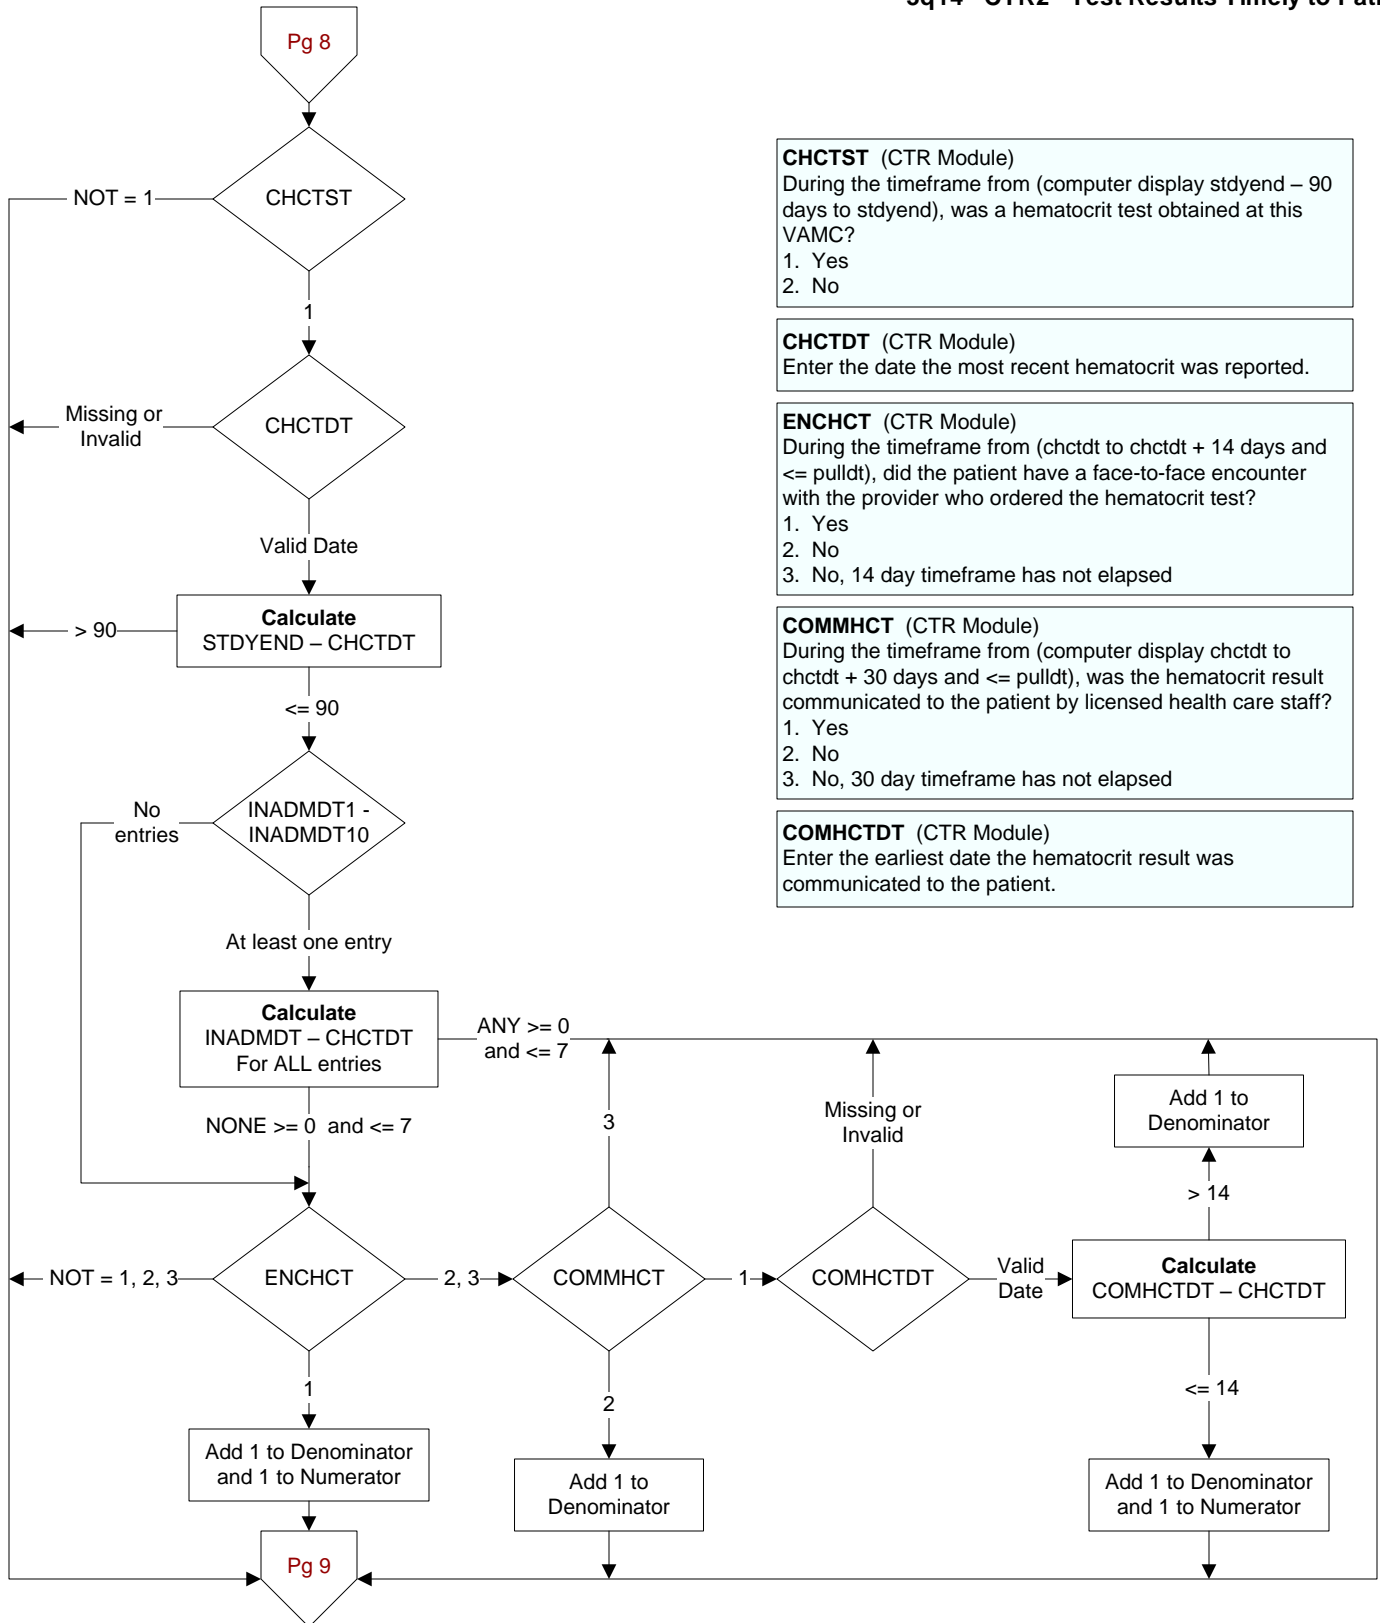 Pg 8
CHCTST
NOT = 1
1
CHCTDT
Missing or
Invalid
Valid Date
Calculate
STDYEND – CHCTDT
> 90
<= 90
INADMDT1 -
INADMDT10
No
entries
At least one entry
Calculate
INADMDT – CHCTDT
For ALL entries
ANY >= 0
and <= 7
NONE >= 0 and <= 7
ENCHCT
NOT = 1, 2, 3
2, 3
1
Add 1 to Denominator
and 1 to Numerator
Pg 9
COMMHCT
3
1
2
Add 1 to
Denominator
COMHCTDT
Missing or
Invalid
Valid
Date
Calculate
COMHCTDT – CHCTDT
> 14
Add 1 to
Denominator
<= 14
Add 1 to Denominator
and 1 to Numerator
CHCTST (CTR Module)
During the timeframe from (computer display stdyend – 90
days to stdyend), was a hematocrit test obtained at this
VAMC?
1. Yes
2. No
CHCTDT (CTR Module)
Enter the date the most recent hematocrit was reported.
ENCHCT (CTR Module)
During the timeframe from (chctdt to chctdt + 14 days and
<= pulldt), did the patient have a face-to-face encounter
with the provider who ordered the hematocrit test?
1. Yes
2. No
3. No, 14 day timeframe has not elapsed
COMMHCT (CTR Module)
During the timeframe from (computer display chctdt to
chctdt + 30 days and <= pulldt), was the hematocrit result
communicated to the patient by licensed health care staff?
1. Yes
2. No
3. No, 30 day timeframe has not elapsed
COMHCTDT (CTR Module)
Enter the earliest date the hematocrit result was
communicated to the patient.